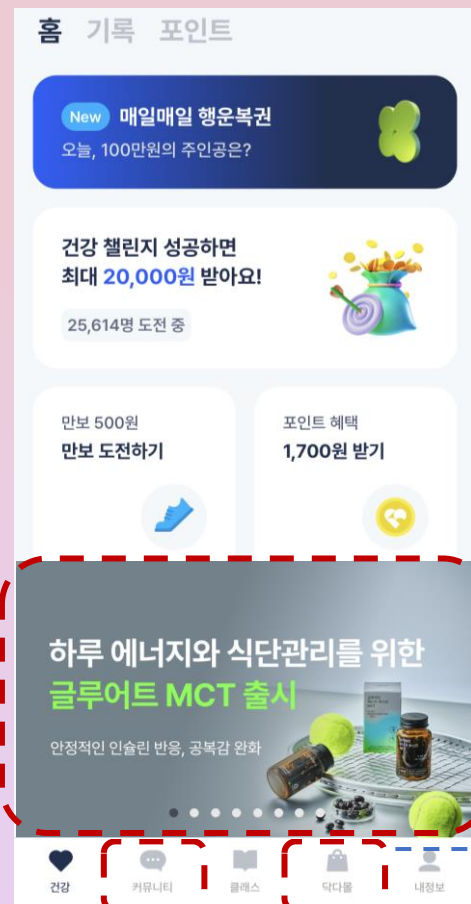 홈 기록 포인트
New 매일매일 행운복권
오늘, 100만원의 주인공은?
건강 챌린지 성공하면
최대 20,000원 받아요!
25,614명 도전 중
만보 500원
만보 도전하기
포인트 혜택
1,700원 받기
하루 에너지와 식단관리를 위한
글루어트 MCT 출시
안정적인 인슐린 반응, 공복감 완화
건강 커뮤니티 클래스 닥다몰 내정보